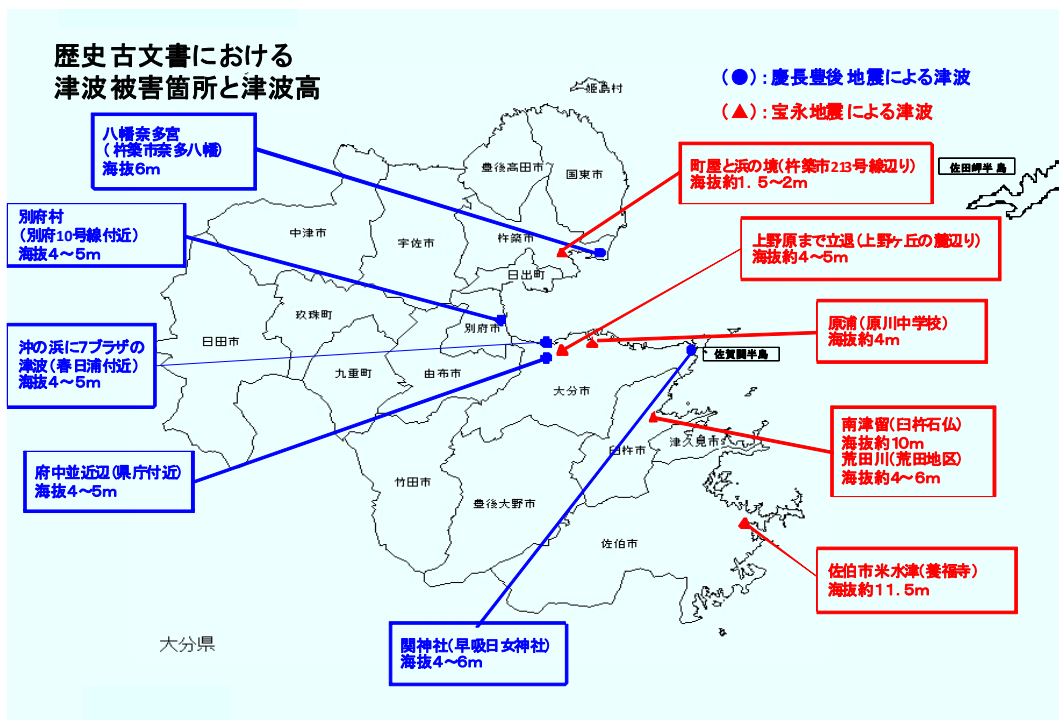 歴史古文書における
津波被害箇所と津波高
(●):慶長豊後地震による津波
(▲):宝永地震による津波
八幡奈多宮
(杵築市奈多八幡)
海抜6m
別府村
(別府10号線付近)
海抜4~5m
沖の浜に7ブラザの
津波(春日浦付近)
海抜4~5m
府中並近辺(県庁付近)
海抜4~5m
関神社(早吸日女神社)
海抜4~6m
町屋と浜の境(杵築市213号線辺り)
海抜約1.5~2m
上野原まで立退(上野ヶ丘の麓辺り)
海抜約4~5m
原浦(原川中学校)
海抜約4m
南津留(臼杵石仏)
海抜約10m
荒田川(荒田地区)
海抜約4~6m
佐伯市米水津(養福寺)
海抜約11.5m
佐田岬半島
佐賀関半島
姫島村
豊後高田市
国東市
中津市
宇佐市
杵築市
日出町
玖珠町
別府市
日田市
九重町
由布市
大分市
臼杵市
津久見市
竹田市
豊後大野市
佐伯市
大分県